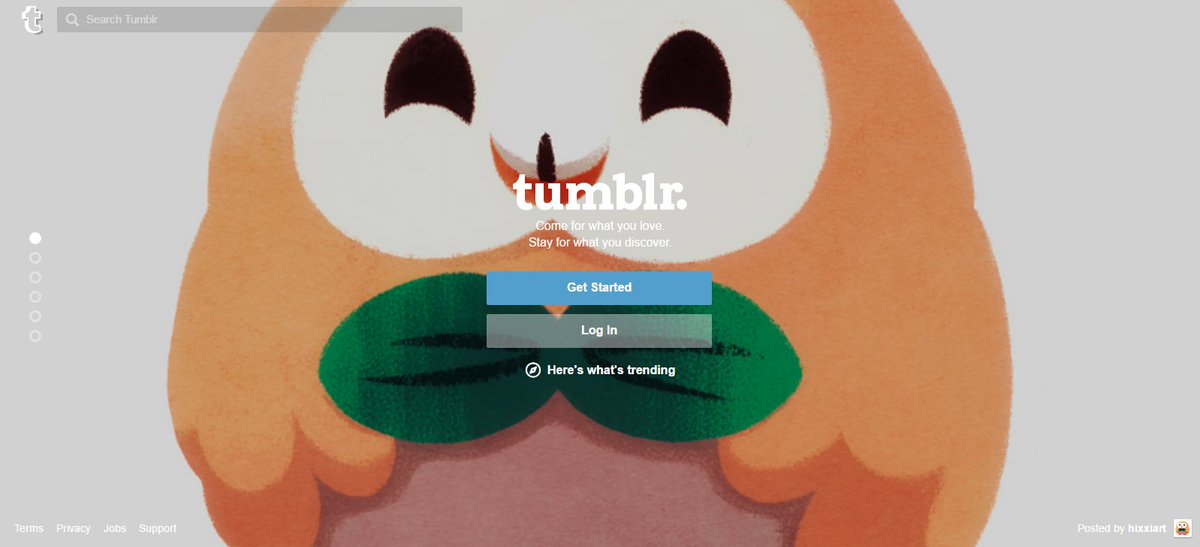 t
Search Tumblr
tumblr.
Come for what you love.
Stay for what you discover.
Get Started
Log In
Here's what's trending
Terms Privacy Jobs Support
Posted by hixxiart